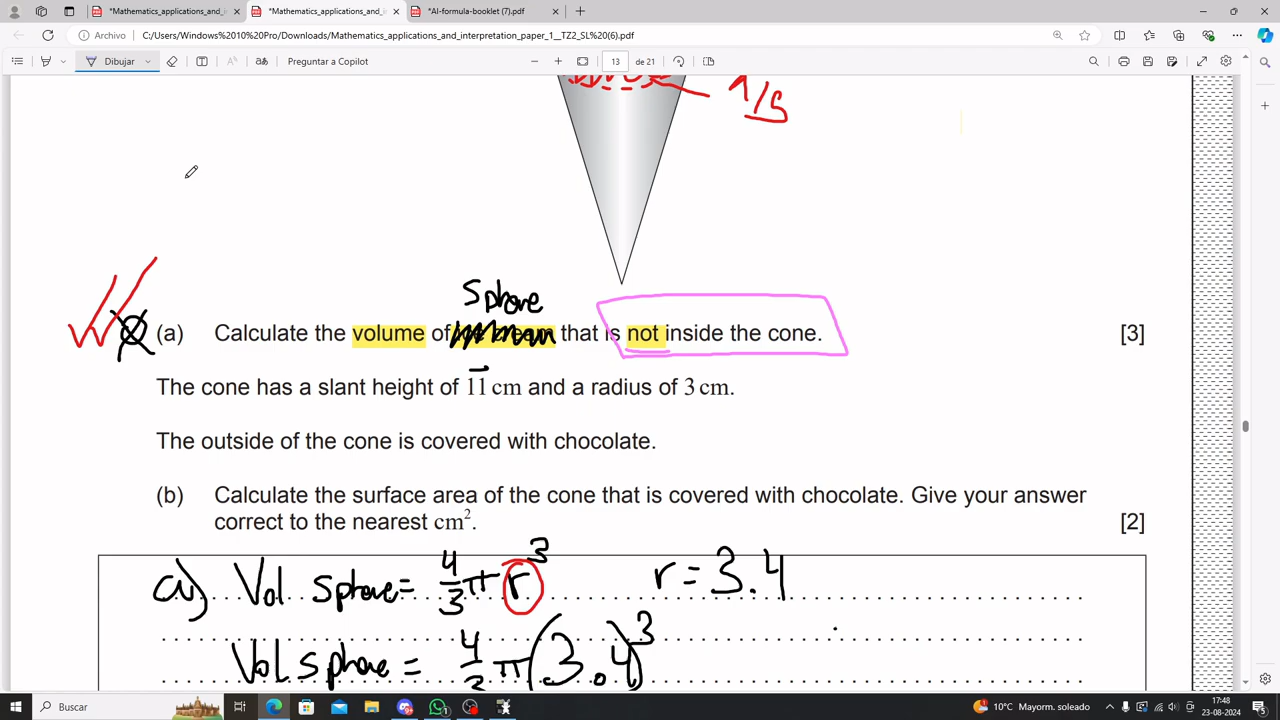 *Mathematics_applications_and_i
*Mathematics_applications_and_i
*AI-formula-booklet (7).pdf
Archivo C:/Users/Windows%2010%20Pro/Downloads/Mathematics_applications_and_interpretation_paper_1__TZ2_SL%20(6).pdf
Dibujar Preguntar a Copilot 13 de 21
1/5
Sphere
(a) Calculate the volume of that is not inside the cone. [3]
The cone has a slant height of 11 cm and a radius of 3 cm.
The outside of the cone is covered with chocolate.
(b) Calculate the surface area of the cone that is covered with chocolate. Give your answer
correct to the nearest cm². [2]
a) Vol sphere = 4/3 π r³ r = 3.4
Vol sphere = 4/3 π (3.4)³
Buscar 10°C Mayorm. soleado 17:48
23-08-2024